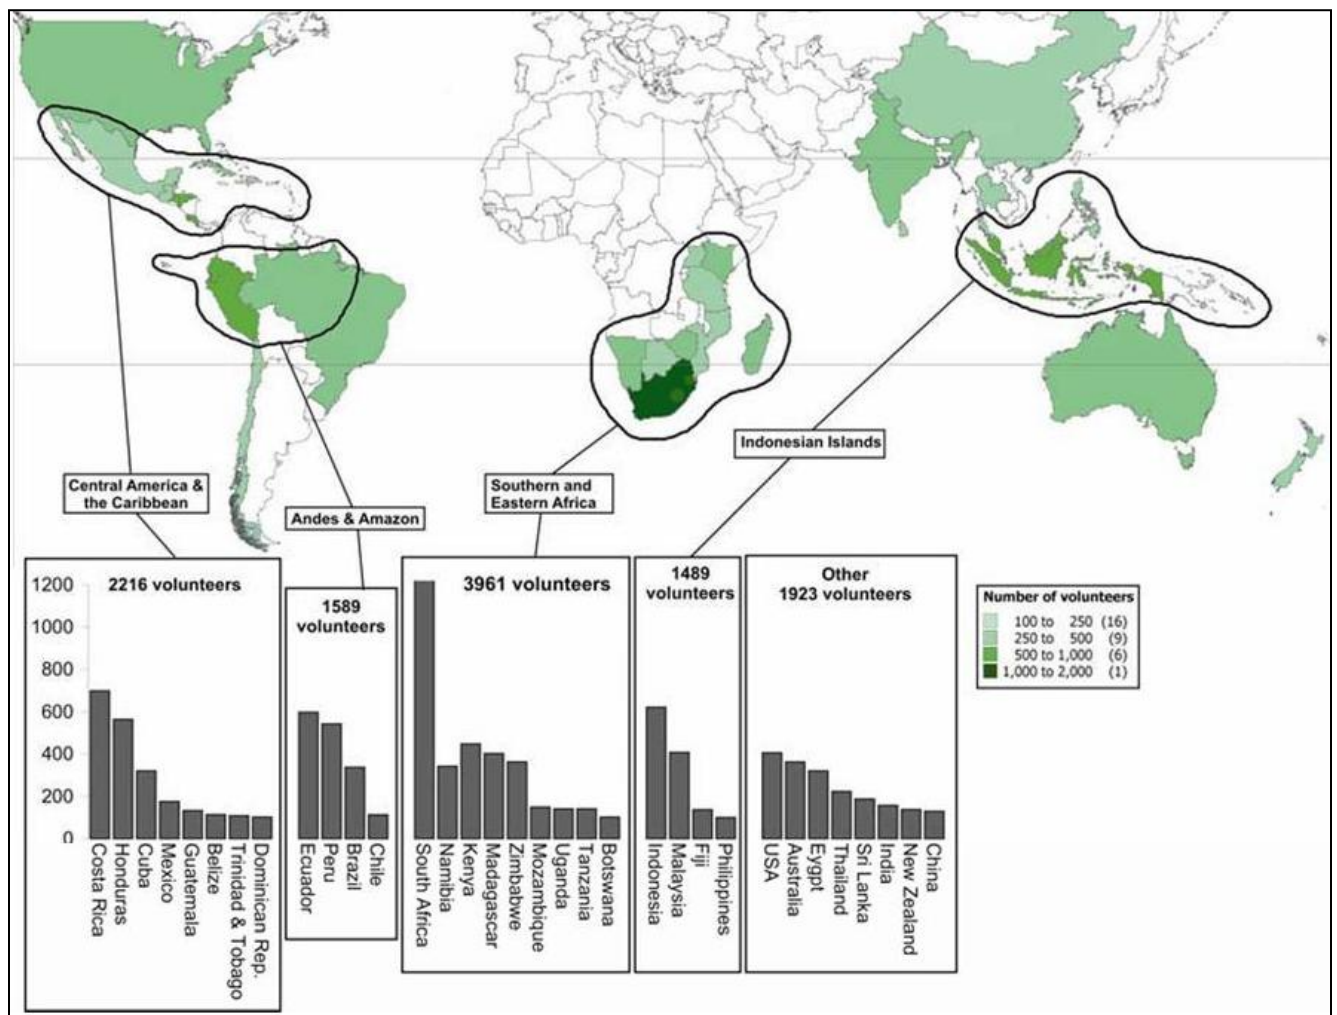 Indonesian Islands
Central America &
the Caribbean
Southern and
Eastern Africa
Andes & Amazon
2216 volunteers
1589
volunteers
3961 volunteers
1489
volunteers
Other
1923 volunteers
Number of volunteers
100 to 250 (16)
250 to 500 (9)
500 to 1,000 (6)
1,000 to 2,000 (1)
1200
1000
800
600
400
200
0
Costa Rica
Honduras
Cuba
Mexico
Guatemala
Belize
Trinidad & Tobago
Dominican Rep.
Ecuador
Peru
Brazil
Chile
South Africa
Namibia
Kenya
Madagascar
Zimbabwe
Mozambique
Uganda
Tanzania
Botswana
Indonesia
Malaysia
Fiji
Philippines
USA
Australia
Eygpt
Thailand
Sri Lanka
India
New Zealand
China